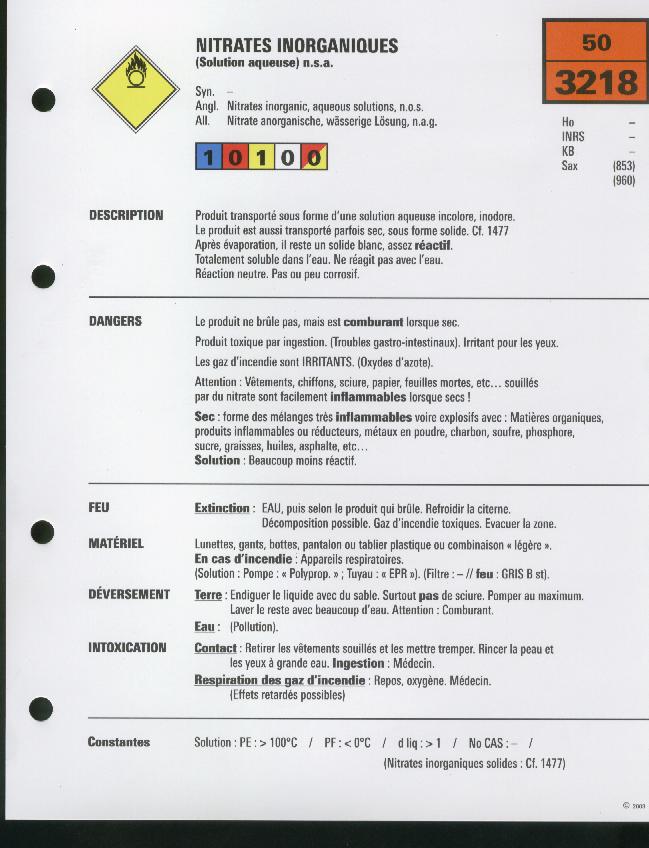 NITRATES INORGANIQUES
(Solution aqueuse) n.s.a.
50
3218
Syn. –
Angl. Nitrates inorganic, aqueous solutions, n.o.s.
All. Nitrate anorganische, wässerige Lösung, n.a.g.
Ho –
INRS –
KB –
Sax (853)
(960)
1 0 1 0 0
DESCRIPTION
Produit transporté sous forme d'une solution aqueuse incolore, inodore.
Le produit est aussi transporté parfois sec, sous forme solide. Cf. 1477
Après évaporation, il reste un solide blanc, assez réactif.
Totalement soluble dans l'eau. Ne réagit pas avec l'eau.
Réaction neutre. Pas ou peu corrosif.
DANGERS
Le produit ne brûle pas, mais est comburant lorsque sec.
Produit toxique par ingestion. (Troubles gastro-intestinaux). Irritant pour les yeux.
Les gaz d'incendie sont IRRITANTS. (Oxydes d'azote).
Attention : Vêtements, chiffons, sciure, papier, feuilles mortes, etc… souillés
par du nitrate sont facilement inflammables lorsque secs !
Sec : forme des mélanges très inflammables voire explosifs avec : Matières organiques,
produits inflammables ou réducteurs, métaux en poudre, charbon, soufre, phosphore,
sucre, graisses, huiles, asphalte, etc…
Solution : Beaucoup moins réactif.
FEU
Extinction : EAU, puis selon le produit qui brûle. Refroidir la citerne.
Décomposition possible. Gaz d'incendie toxiques. Evacuer la zone.
MATÉRIEL
Lunettes, gants, bottes, pantalon ou tablier plastique ou combinaison « légère ».
En cas d'incendie : Appareils respiratoires.
(Solution : Pompe : « Polyprop. » ; Tuyau : « EPR »). (Filtre : – // feu : GRIS B st).
DÉVERSEMENT
Terre : Endiguer le liquide avec du sable. Surtout pas de sciure. Pomper au maximum.
Laver le reste avec beaucoup d'eau. Attention : Comburant.
Eau : (Pollution).
INTOXICATION
Contact : Retirer les vêtements souillés et les mettre tremper. Rincer la peau et
les yeux à grande eau. Ingestion : Médecin.
Respiration des gaz d'incendie : Repos, oxygène. Médecin.
(Effets retardés possibles)
Constantes
Solution : PE : > 100°C / PF : < 0°C / d liq : > 1 / No CAS : – /
(Nitrates inorganiques solides : Cf. 1477)
© 2003